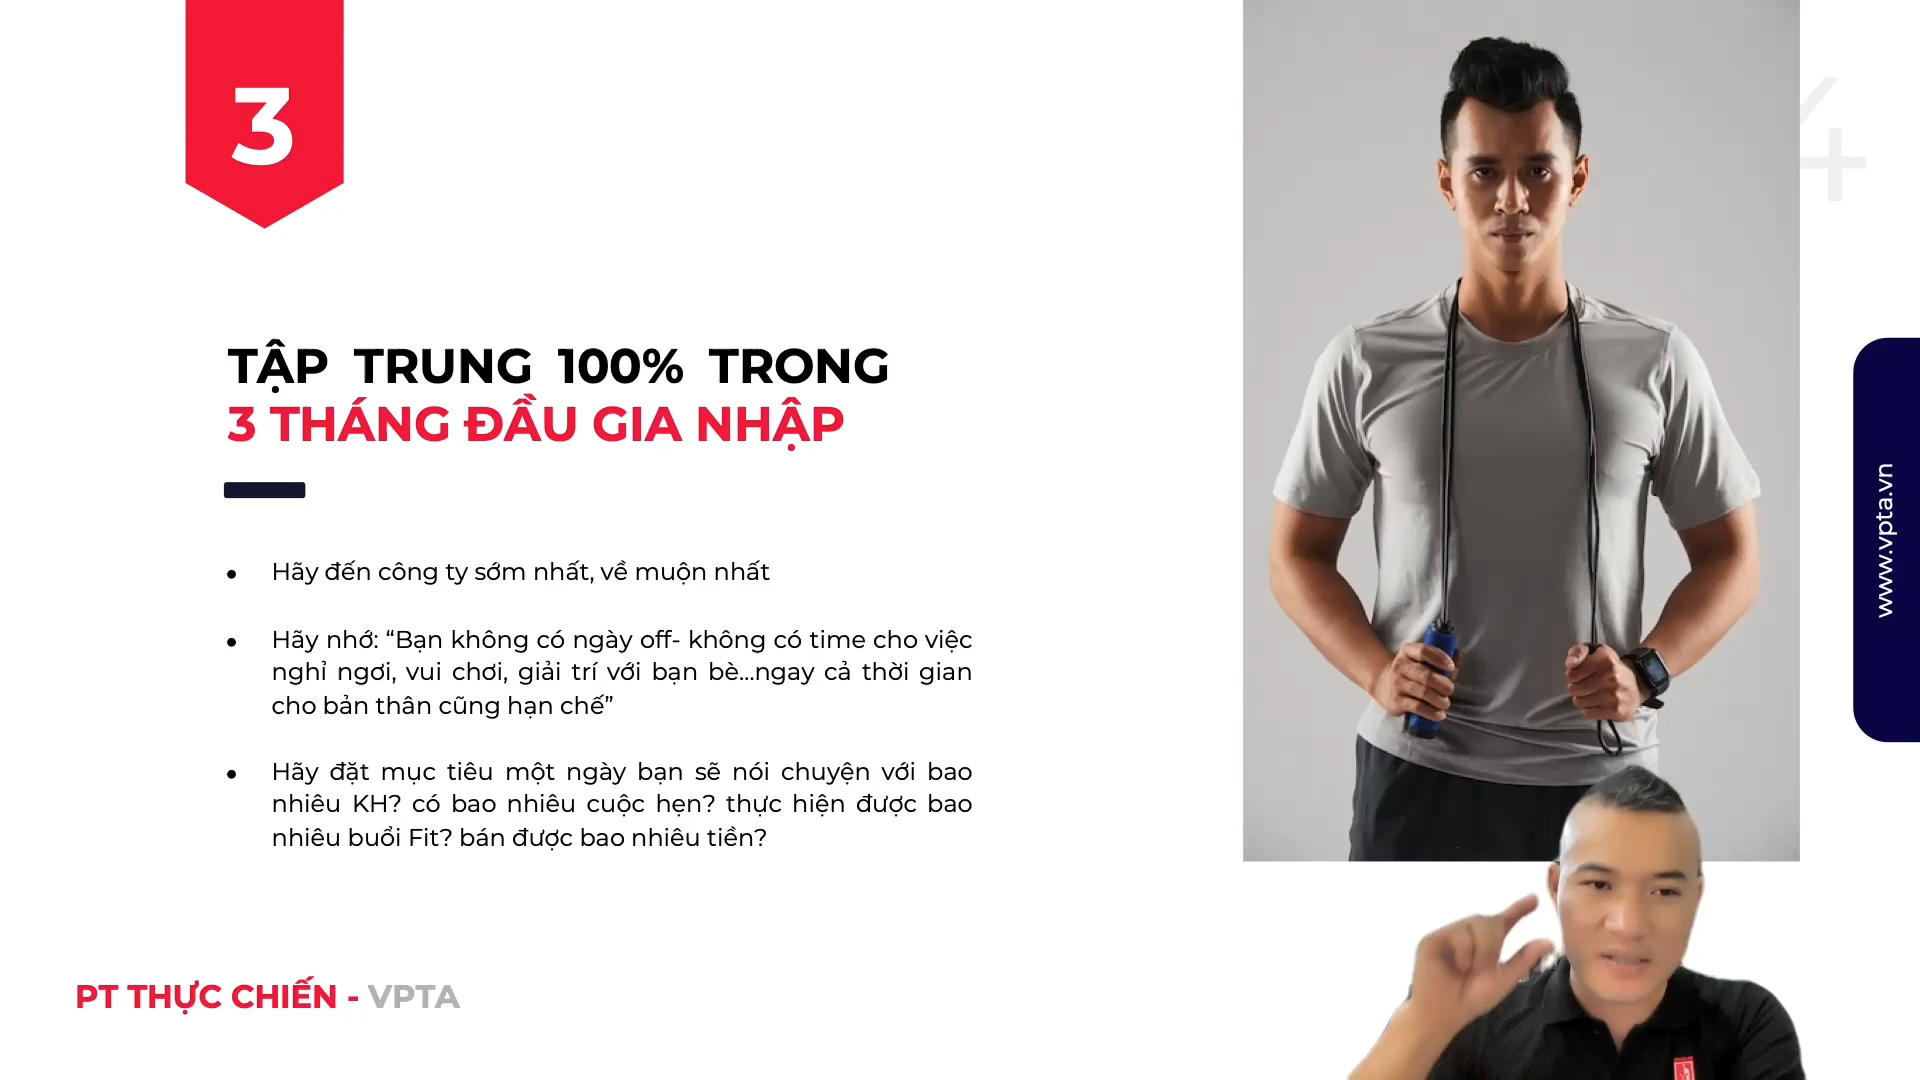 3
4
TẬP TRUNG 100% TRONG
3 THÁNG ĐẦU GIA NHẬP
• Hãy đến công ty sớm nhất, về muộn nhất
• Hãy nhớ: “Bạn không có ngày off- không có time cho việc
nghỉ ngơi, vui chơi, giải trí với bạn bè...ngay cả thời gian
cho bản thân cũng hạn chế”
• Hãy đặt mục tiêu một ngày bạn sẽ nói chuyện với bao
nhiêu KH? có bao nhiêu cuộc hẹn? thực hiện được bao
nhiêu buổi Fit? bán được bao nhiêu tiền?
www.vpta.vn
PT THỰC CHIẾN - VPTA